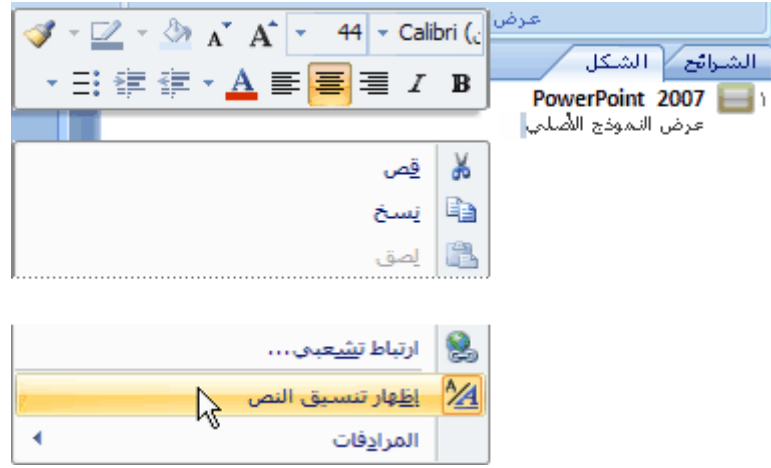 عرض
الشرائح الشكل
١ PowerPoint 2007
عرض النموذج الأصلي
44 Calibri (
A A
A I B
قص
نسخ
لصق
ارتباط تشعبي...
إظهار تنسيق النص
المرادفات